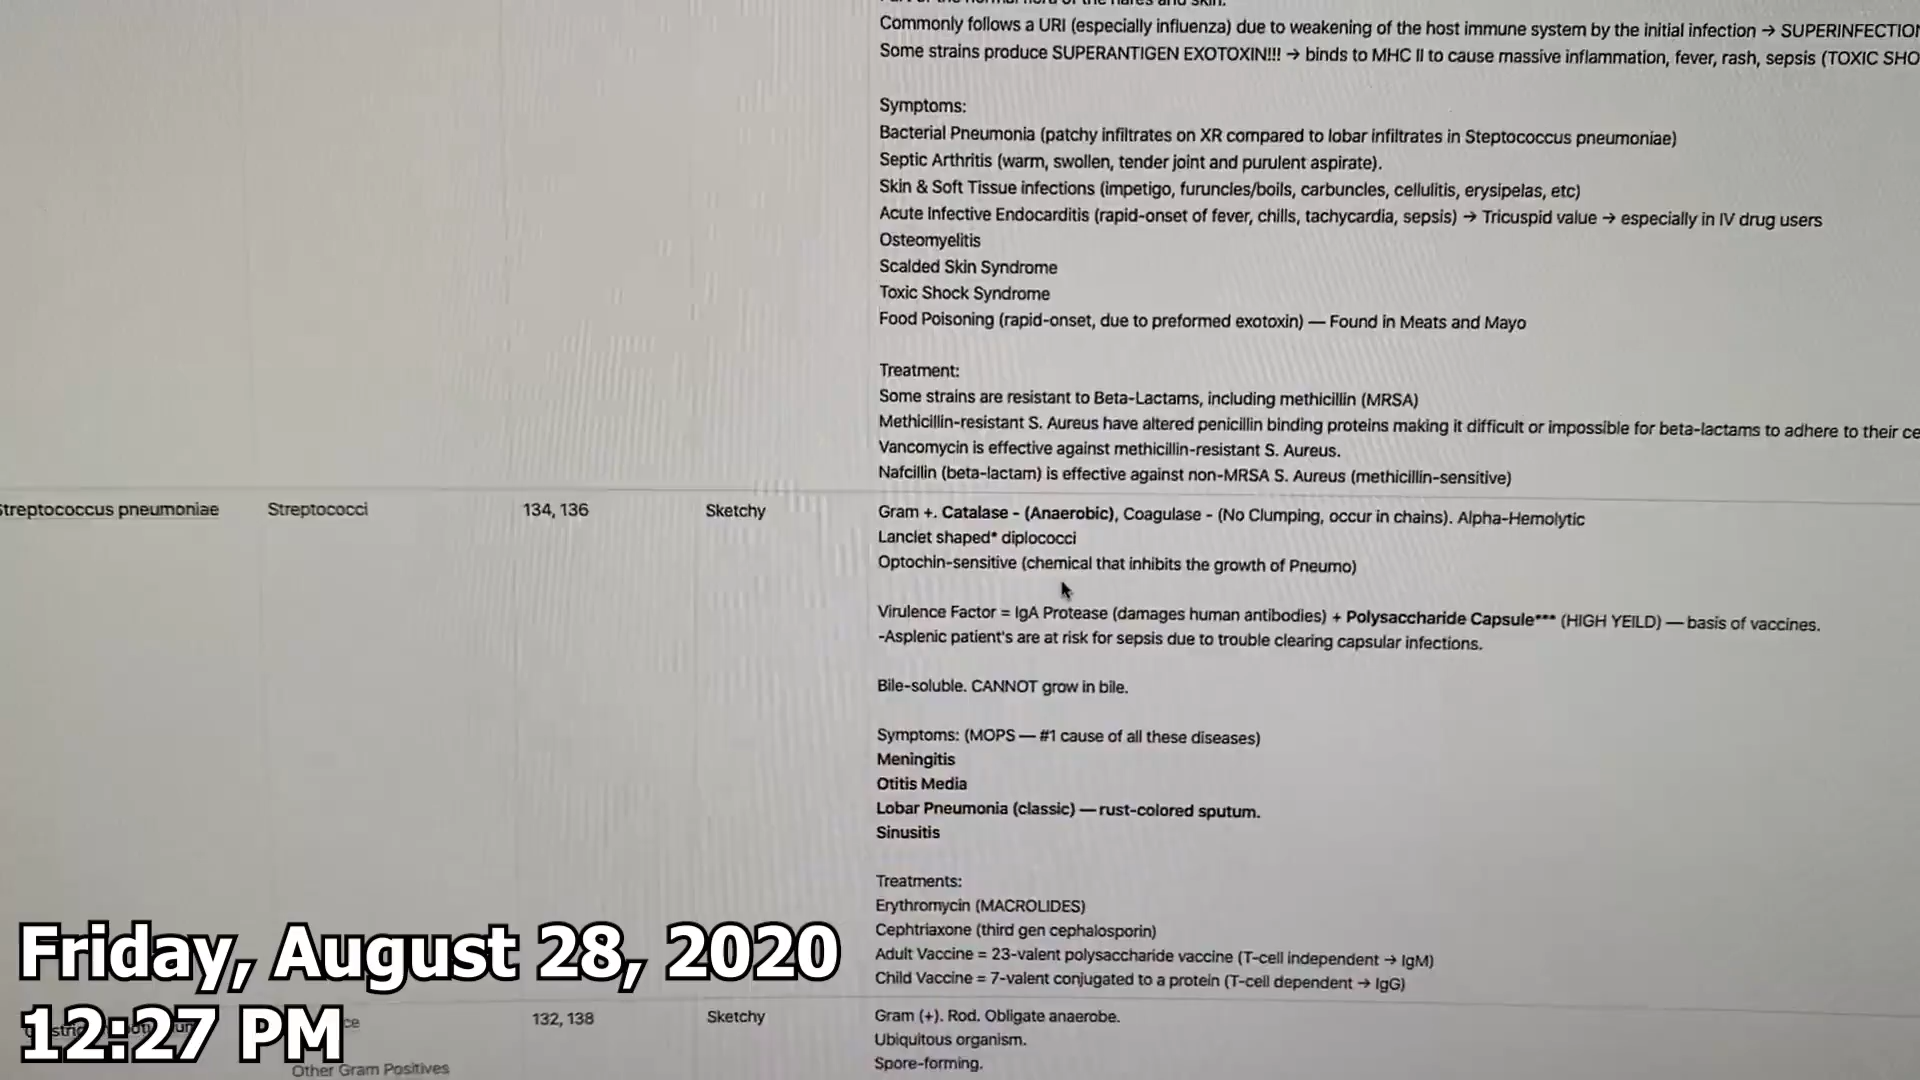 Commonly follows a URI (especially influenza) due to weakening of the host immune system by the initial infection → SUPERINFECTION
Some strains produce SUPERANTIGEN EXOTOXIN!!! → binds to MHC II to cause massive inflammation, fever, rash, sepsis (TOXIC SHO
Symptoms:
Bacterial Pneumonia (patchy infiltrates on XR compared to lobar infiltrates in Steptococcus pneumoniae)
Septic Arthritis (warm, swollen, tender joint and purulent aspirate).
Skin & Soft Tissue infections (impetigo, furuncles/boils, carbuncles, cellulitis, erysipelas, etc)
Acute Infective Endocarditis (rapid-onset of fever, chills, tachycardia, sepsis) → Tricuspid value → especially in IV drug users
Osteomyelitis
Scalded Skin Syndrome
Toxic Shock Syndrome
Food Poisoning (rapid-onset, due to preformed exotoxin) — Found in Meats and Mayo
Treatment:
Some strains are resistant to Beta-Lactams, including methicillin (MRSA)
Methicillin-resistant S. Aureus have altered penicillin binding proteins making it difficult or impossible for beta-lactams to adhere to their ce
Vancomycin is effective against methicillin-resistant S. Aureus.
Nafcillin (beta-lactam) is effective against non-MRSA S. Aureus (methicillin-sensitive)
Streptococcus pneumoniae Streptococci 134, 136 Sketchy Gram +. Catalase - (Anaerobic), Coagulase - (No Clumping, occur in chains). Alpha-Hemolytic
Lanclet shaped* diplococci
Optochin-sensitive (chemical that inhibits the growth of Pneumo)
Virulence Factor = IgA Protease (damages human antibodies) + Polysaccharide Capsule*** (HIGH YEILD) — basis of vaccines.
-Asplenic patient's are at risk for sepsis due to trouble clearing capsular infections.
Bile-soluble. CANNOT grow in bile.
Symptoms: (MOPS — #1 cause of all these diseases)
Meningitis
Otitis Media
Lobar Pneumonia (classic) — rust-colored sputum.
Sinusitis
Treatments:
Erythromycin (MACROLIDES)
Cephtriaxone (third gen cephalosporin)
Adult Vaccine = 23-valent polysaccharide vaccine (T-cell independent → IgM)
Child Vaccine = 7-valent conjugated to a protein (T-cell dependent → IgG)
132, 138 Sketchy Gram (+). Rod. Obligate anaerobe.
Ubiquitous organism.
Other Gram Positives Spore-forming.
Friday, August 28, 2020
12:27 PM